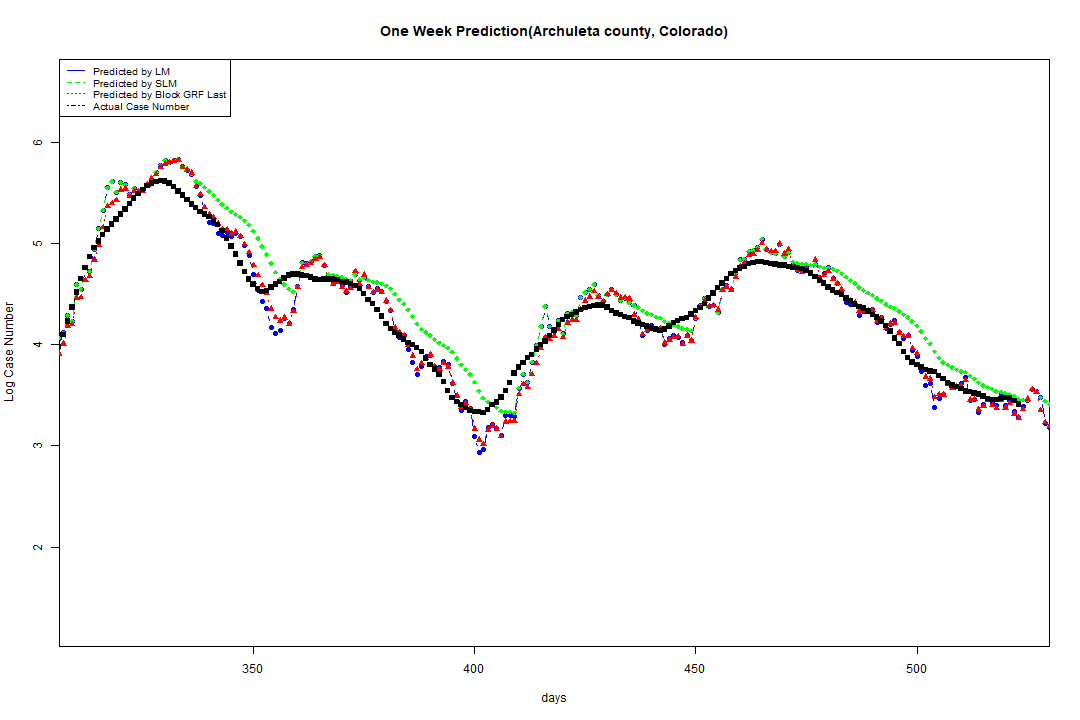 One Week Prediction(Archuleta county, Colorado)
Predicted by LM
Predicted by SLM
Predicted by Block GRF Last
Actual Case Number
6
5
4
3
2
Log Case Number
350 400 450 500
days